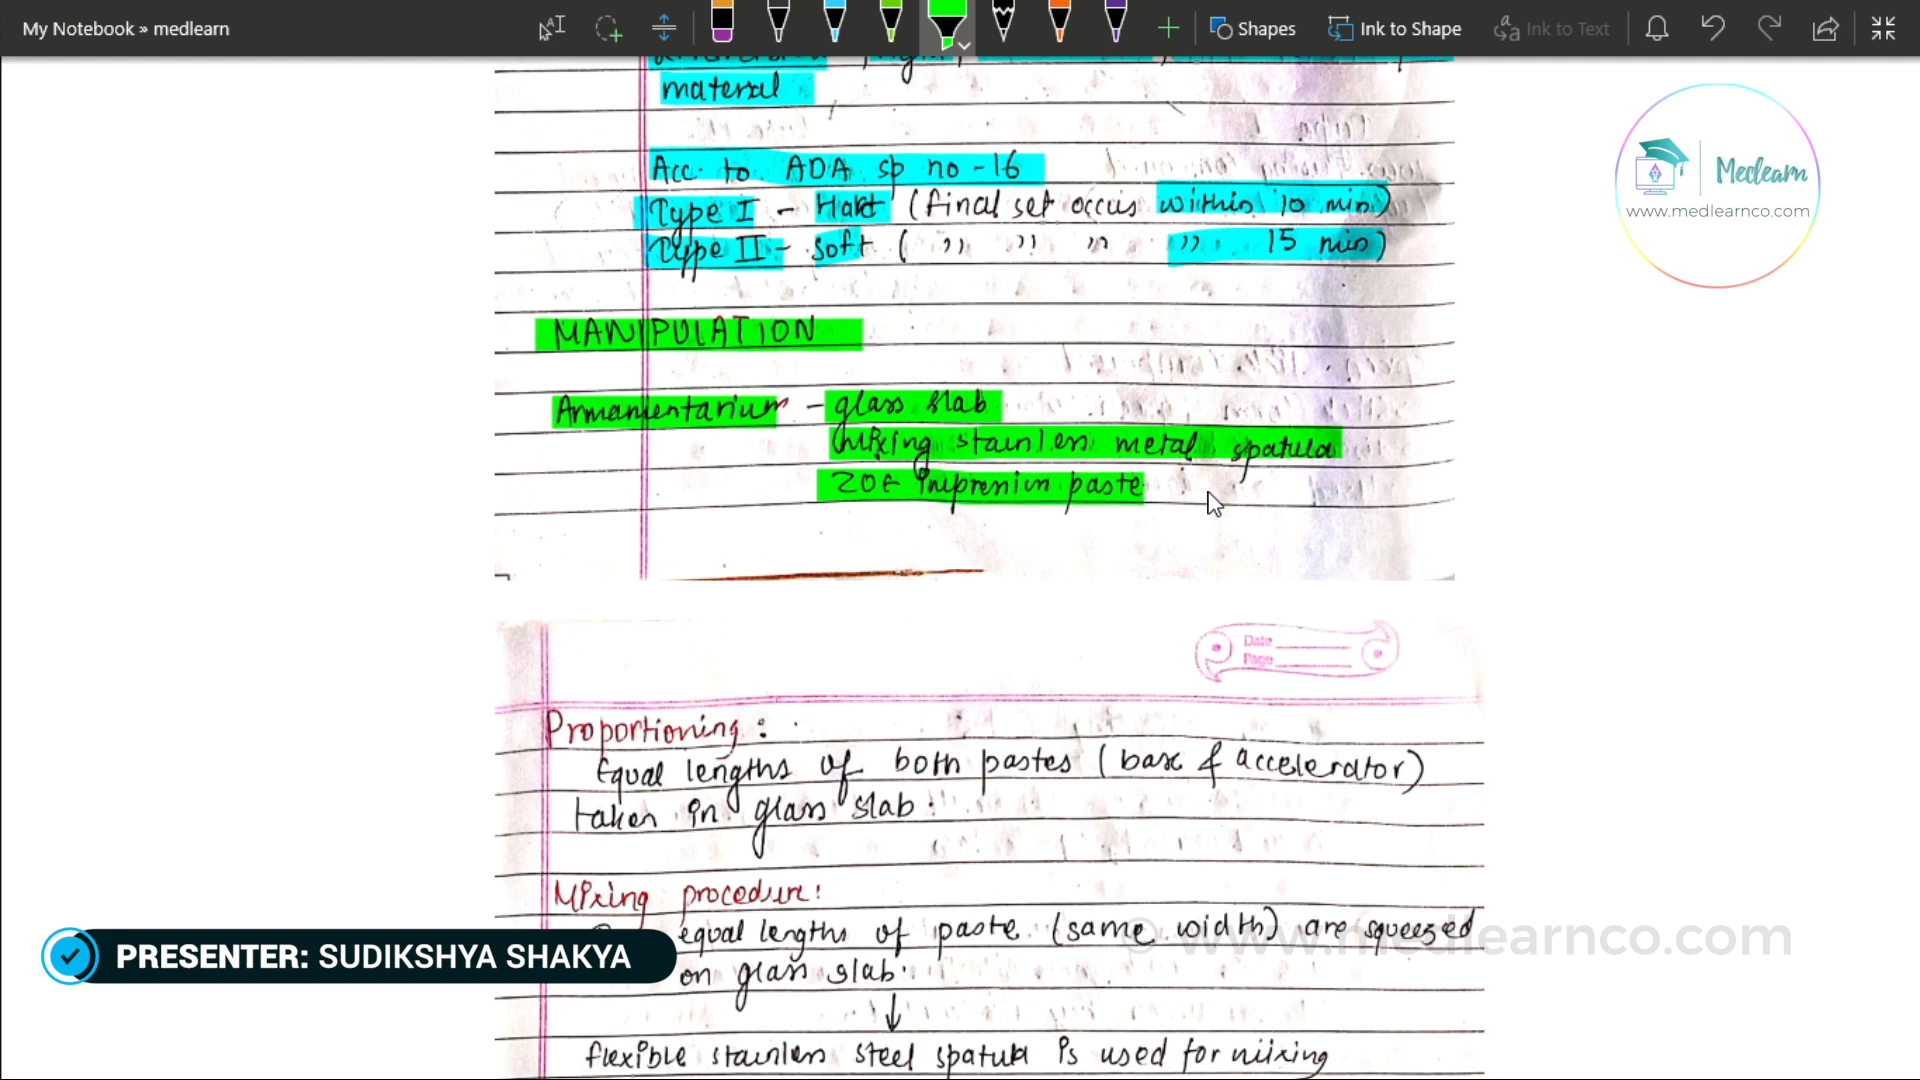 My Notebook » medlearn
Shapes
Ink to Shape
Ink to Text
material
Medlearn
www.medlearnco.com
Acc. to ADA sp no -16
Type I - Hard (final set occurs within 10 min)
Type II - soft ( ,, ,, ,, ,, 15 min)
MANIPULATION
Armamentarium - glass slab
mixing stainless metal spatula
ZOE impression paste
Date
Page
Proportioning :
Equal lengths of both pastes (base & accelerator)
taken in glass slab.
Mixing procedure:
equal lengths of paste (same width) are squeezed
on glass slab.
↓
flexible stainless steel spatula is used for mixing
PRESENTER: SUDIKSHYA SHAKYA
© www.medlearnco.com